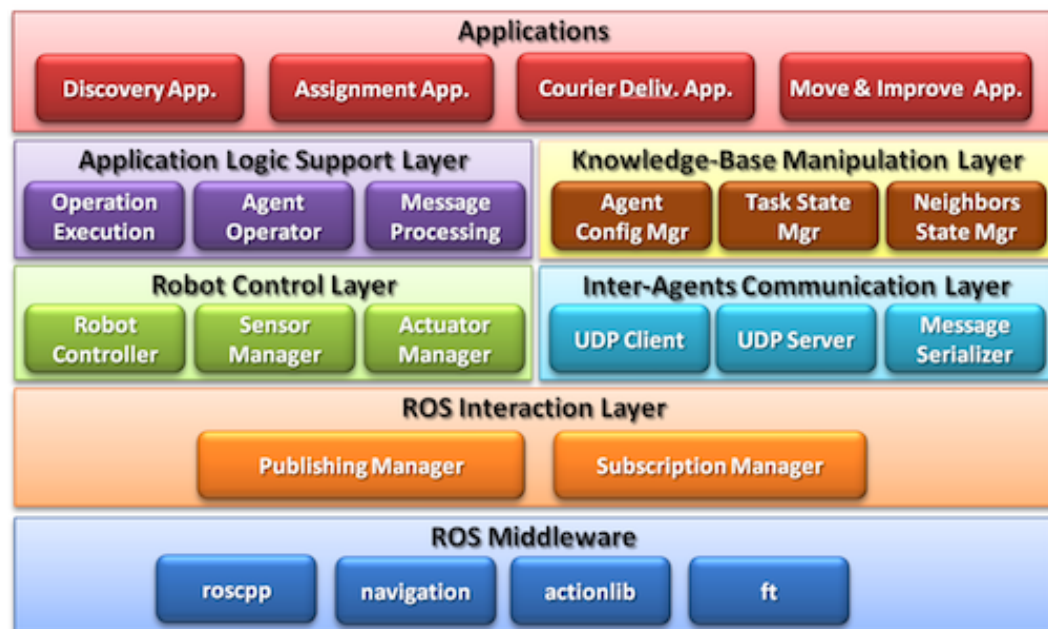 Applications
Discovery App.
Assignment App.
Courier Deliv. App.
Move & Improve App.
Application Logic Support Layer
Operation
Execution
Agent
Operator
Message
Processing
Knowledge-Base Manipulation Layer
Agent
Config Mgr
Task State
Mgr
Neighbors
State Mgr
Robot Control Layer
Robot
Controller
Sensor
Manager
Actuator
Manager
Inter-Agents Communication Layer
UDP Client
UDP Server
Message
Serializer
ROS Interaction Layer
Publishing Manager
Subscription Manager
ROS Middleware
roscpp
navigation
actionlib
ft